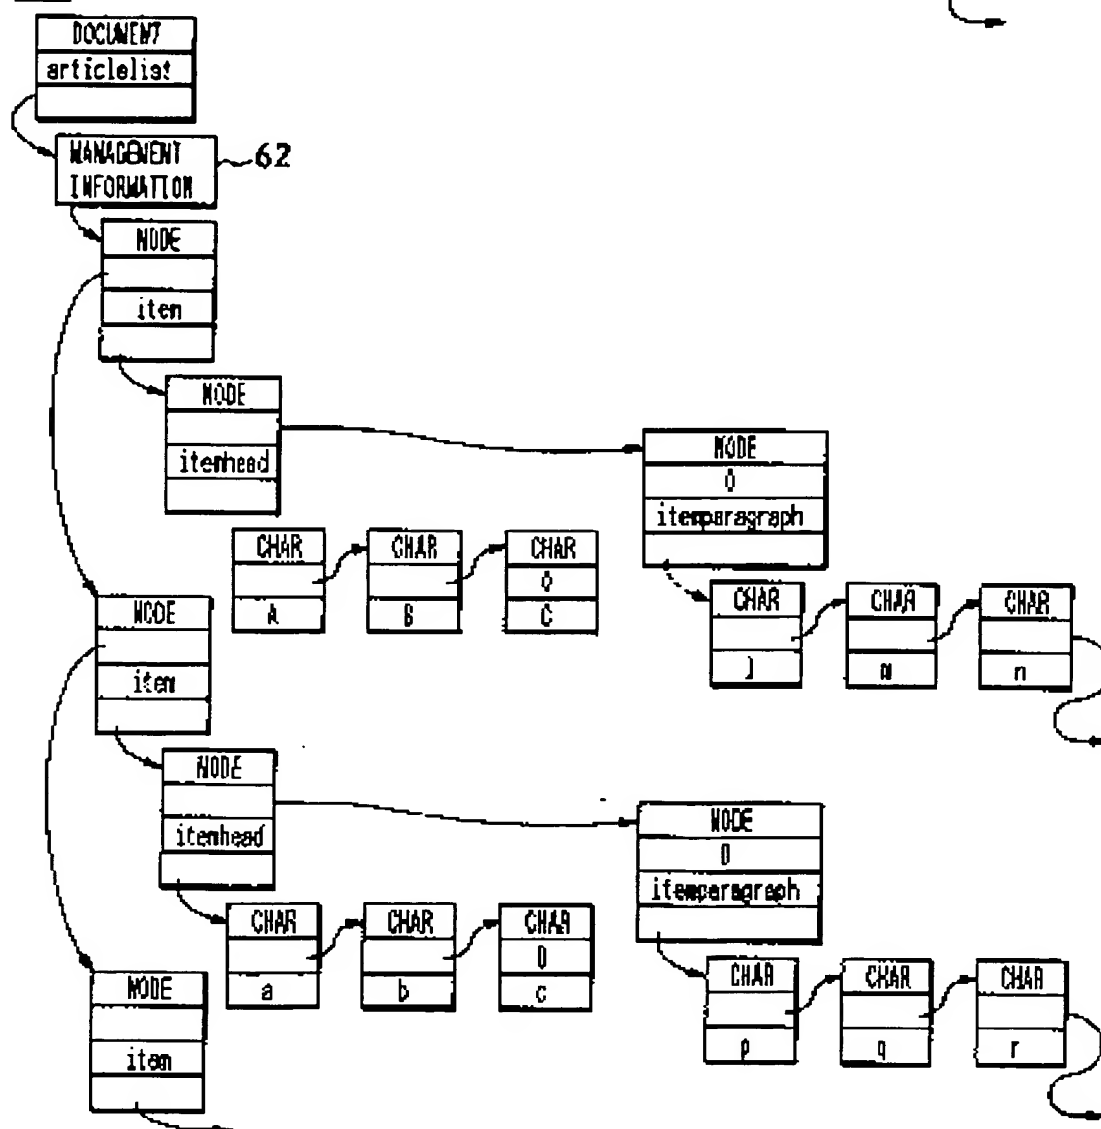 DOCUMENT
articlelist
MANAGEMENT
INFORMATION
62
NODE
item
NODE
itemhead
NODE
0
itemparagraph
CHAR
A
CHAR
B
CHAR
0
C
CHAR
CHAR
m
CHAR
n
NODE
item
NODE
itemhead
NODE
0
itemparagraph
CHAR
a
CHAR
b
CHAR
0
c
CHAR
p
CHAR
q
CHAR
r
NODE
item